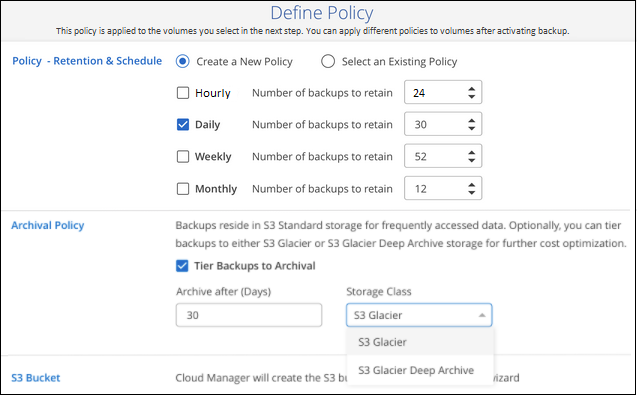 Define Policy
This policy is applied to the volumes you select in the next step. You can apply different policies to volumes after activating backup.
Policy - Retention & Schedule Create a New Policy Select an Existing Policy
Hourly Number of backups to retain 24
Daily Number of backups to retain 30
Weekly Number of backups to retain 52
Monthly Number of backups to retain 12
Archival Policy Backups reside in S3 Standard storage for frequently accessed data. Optionally, you can tier
backups to either S3 Glacier or S3 Glacier Deep Archive storage for further cost optimization.
Tier Backups to Archival
Archive after (Days) Storage Class
30 S3 Glacier
S3 Glacier
S3 Glacier Deep Archive
S3 Bucket Cloud Manager will create the S3 wizard